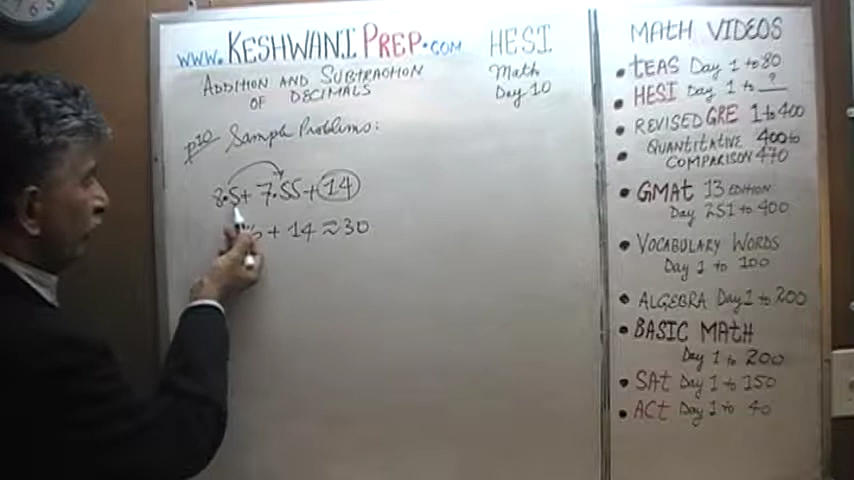 www.KESHWANIPREP.COM
ADDITION AND SUBTRACTION
OF DECIMALS
HESI
Math
Day 10
p10 Sample Problems:
8.5+ 7.55+14
+ 14 ≈ 30
MATH VIDEOS
• TEAS Day 1 to 80
• HESI Day 1 to ?
• REVISED GRE 1 to 400
• QUANTITATIVE 400 to
COMPARISON 470
• GMAT 13 EDITION
Day 251 to 400
• VOCABULARY WORDS
Day 1 to 100
• ALGEBRA Day 1 to 200
• BASIC MATH
Day 1 to 200
• SAT Day 1 to 150
• ACT Day 1 to 40